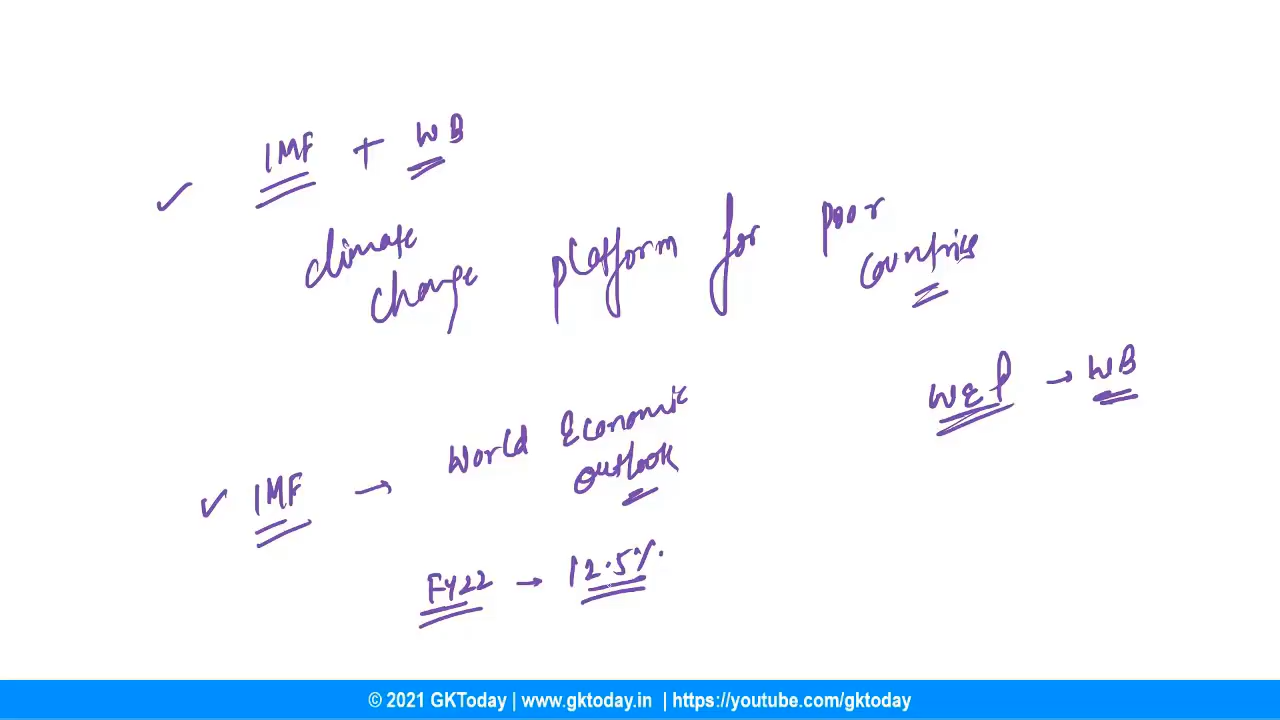 IMF + WB
climate change platform for poor countries
WEP → WB
IMF → World Economic Outlook
FY22 → 12.5%
© 2021 GKToday | www.gktoday.in | https://youtube.com/gktoday